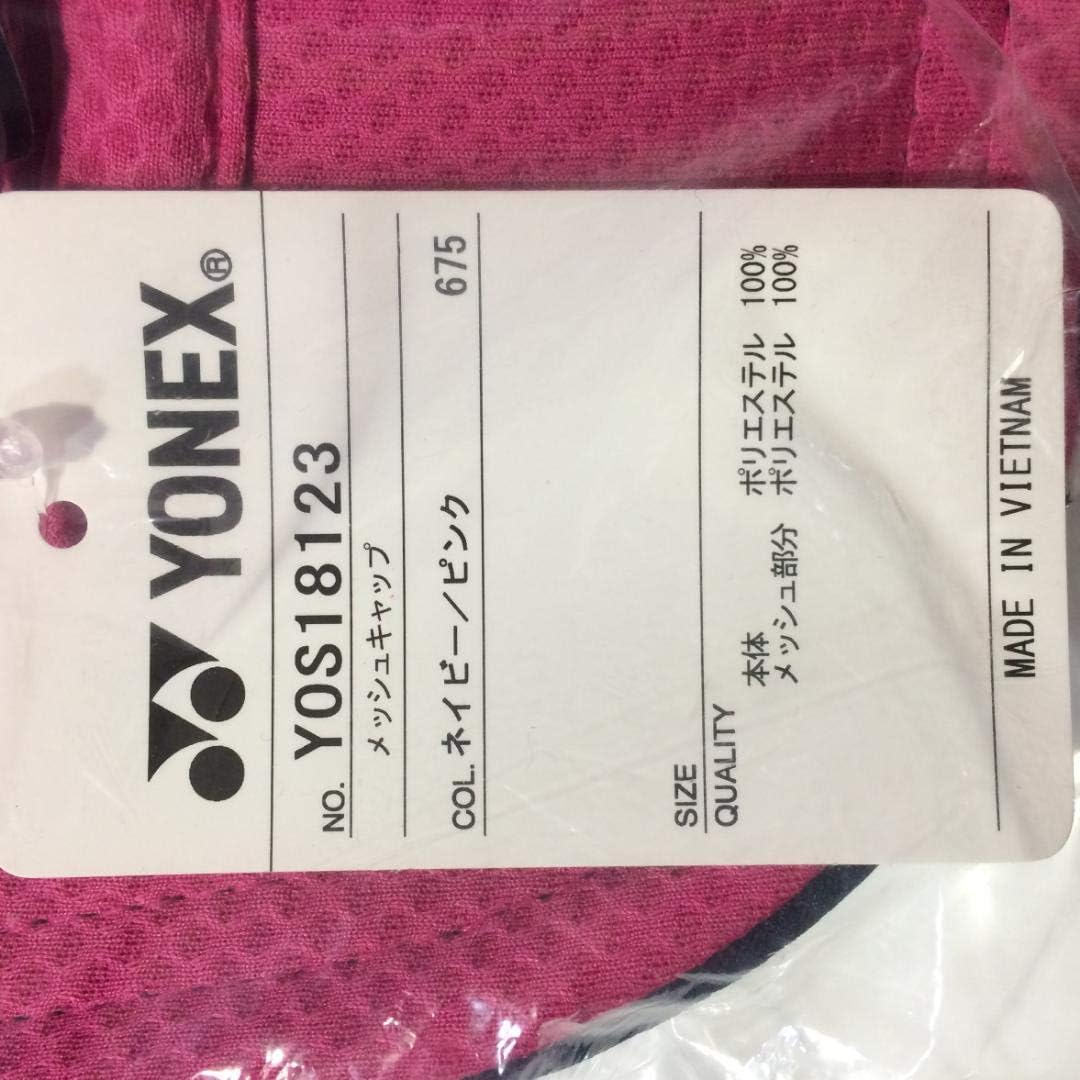 YONEX®
NO. YOS18123
メッシュキャップ
COL. ネイビー／ピンク 675
SIZE
QUALITY
本体 ポリエステル 100%
メッシュ部分 ポリエステル 100%
MADE IN VIETNAM